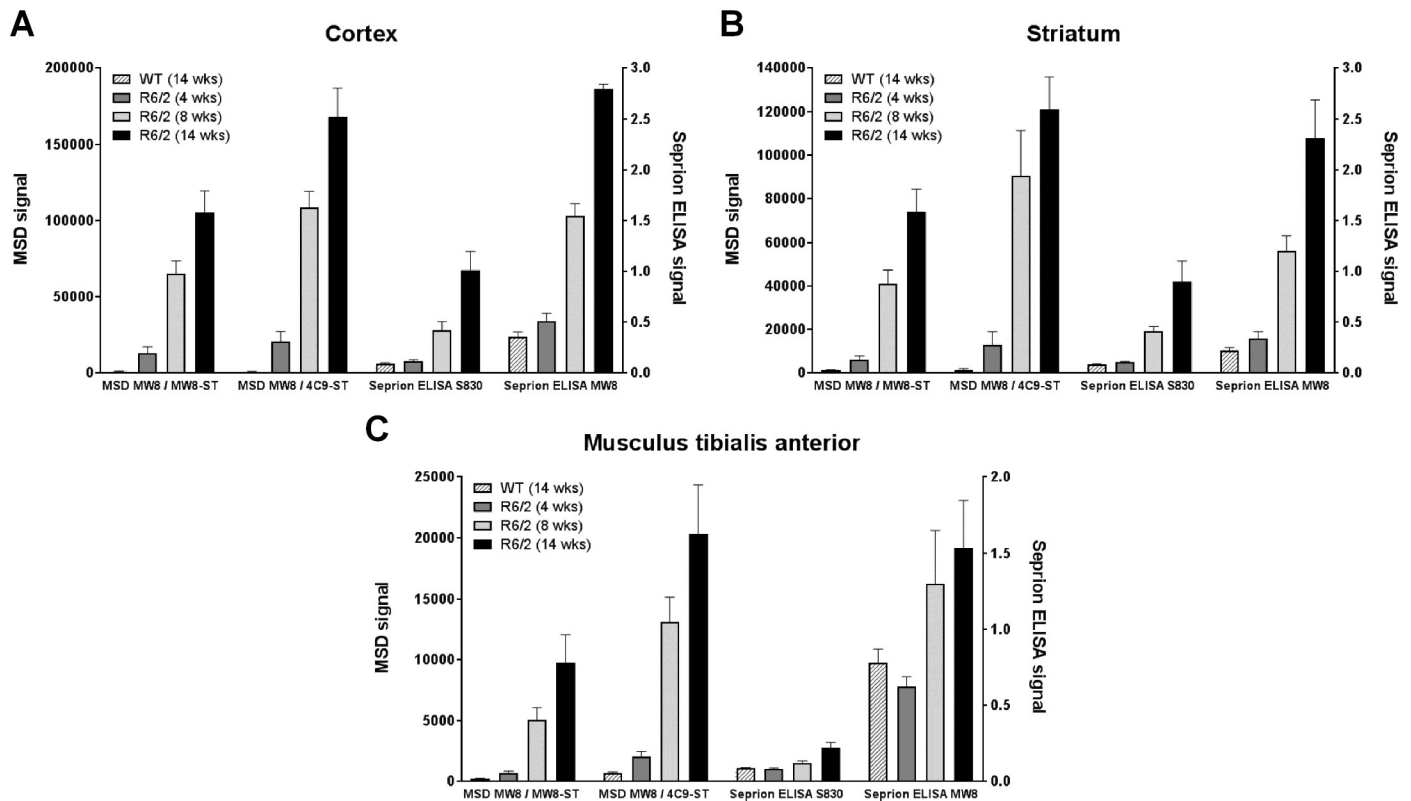 A
Cortex
200000
150000
100000
50000
0
MSD signal
WT (14 wks)
R6/2 (4 wks)
R6/2 (8 wks)
R6/2 (14 wks)
3.0
2.5
2.0
1.5
1.0
0.5
0.0
Seprion ELISA signal
MSD MW8 / MW8-ST
MSD MW8 / 4C9-ST
Seprion ELISA S830
Seprion ELISA MW8
B
Striatum
140000
120000
100000
80000
60000
40000
20000
0
MSD signal
WT (14 wks)
R6/2 (4 wks)
R6/2 (8 wks)
R6/2 (14 wks)
3.0
2.5
2.0
1.5
1.0
0.5
0.0
Seprion ELISA signal
MSD MW8 / MW8-ST
MSD MW8 / 4C9-ST
Seprion ELISA S830
Seprion ELISA MW8
C
Musculus tibialis anterior
25000
20000
15000
10000
5000
0
MSD signal
WT (14 wks)
R6/2 (4 wks)
R6/2 (8 wks)
R6/2 (14 wks)
2.0
1.5
1.0
0.5
0.0
Seprion ELISA signal
MSD MW8 / MW8-ST
MSD MW8 / 4C9-ST
Seprion ELISA S830
Seprion ELISA MW8